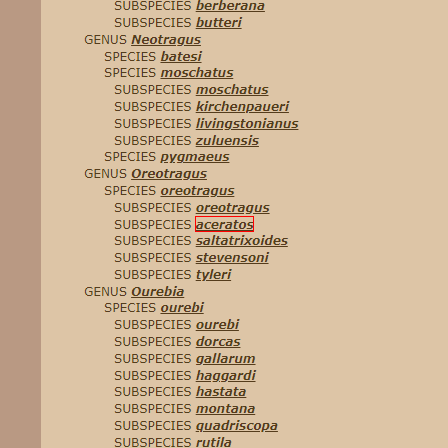 SUBSPECIES berberana
SUBSPECIES butteri
GENUS Neotragus
SPECIES batesi
SPECIES moschatus
SUBSPECIES moschatus
SUBSPECIES kirchenpaueri
SUBSPECIES livingstonianus
SUBSPECIES zuluensis
SPECIES pygmaeus
GENUS Oreotragus
SPECIES oreotragus
SUBSPECIES oreotragus
SUBSPECIES aceratos
SUBSPECIES saltatrixoides
SUBSPECIES stevensoni
SUBSPECIES tyleri
GENUS Ourebia
SPECIES ourebi
SUBSPECIES ourebi
SUBSPECIES dorcas
SUBSPECIES gallarum
SUBSPECIES haggardi
SUBSPECIES hastata
SUBSPECIES montana
SUBSPECIES quadriscopa
SUBSPECIES rutila